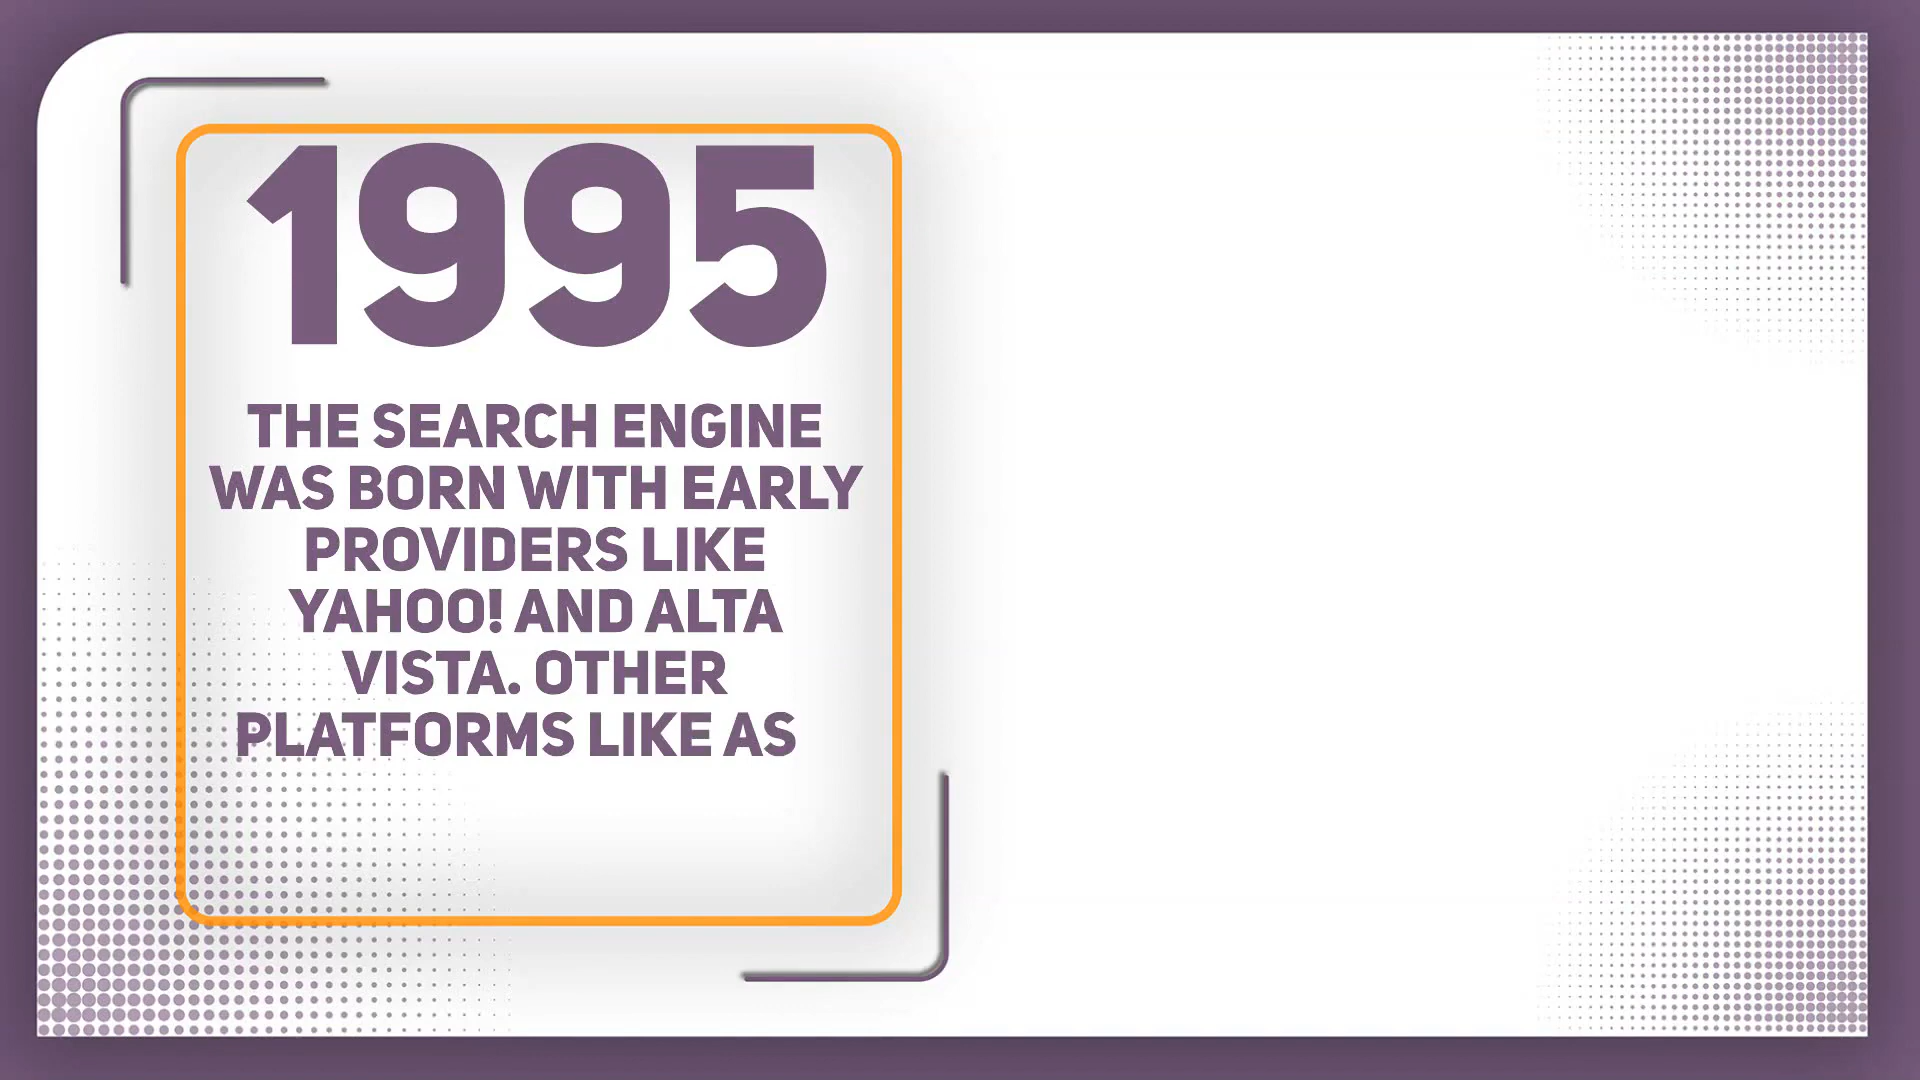 1995
THE SEARCH ENGINE
WAS BORN WITH EARLY
PROVIDERS LIKE
YAHOO! AND ALTA
VISTA. OTHER
PLATFORMS LIKE AS